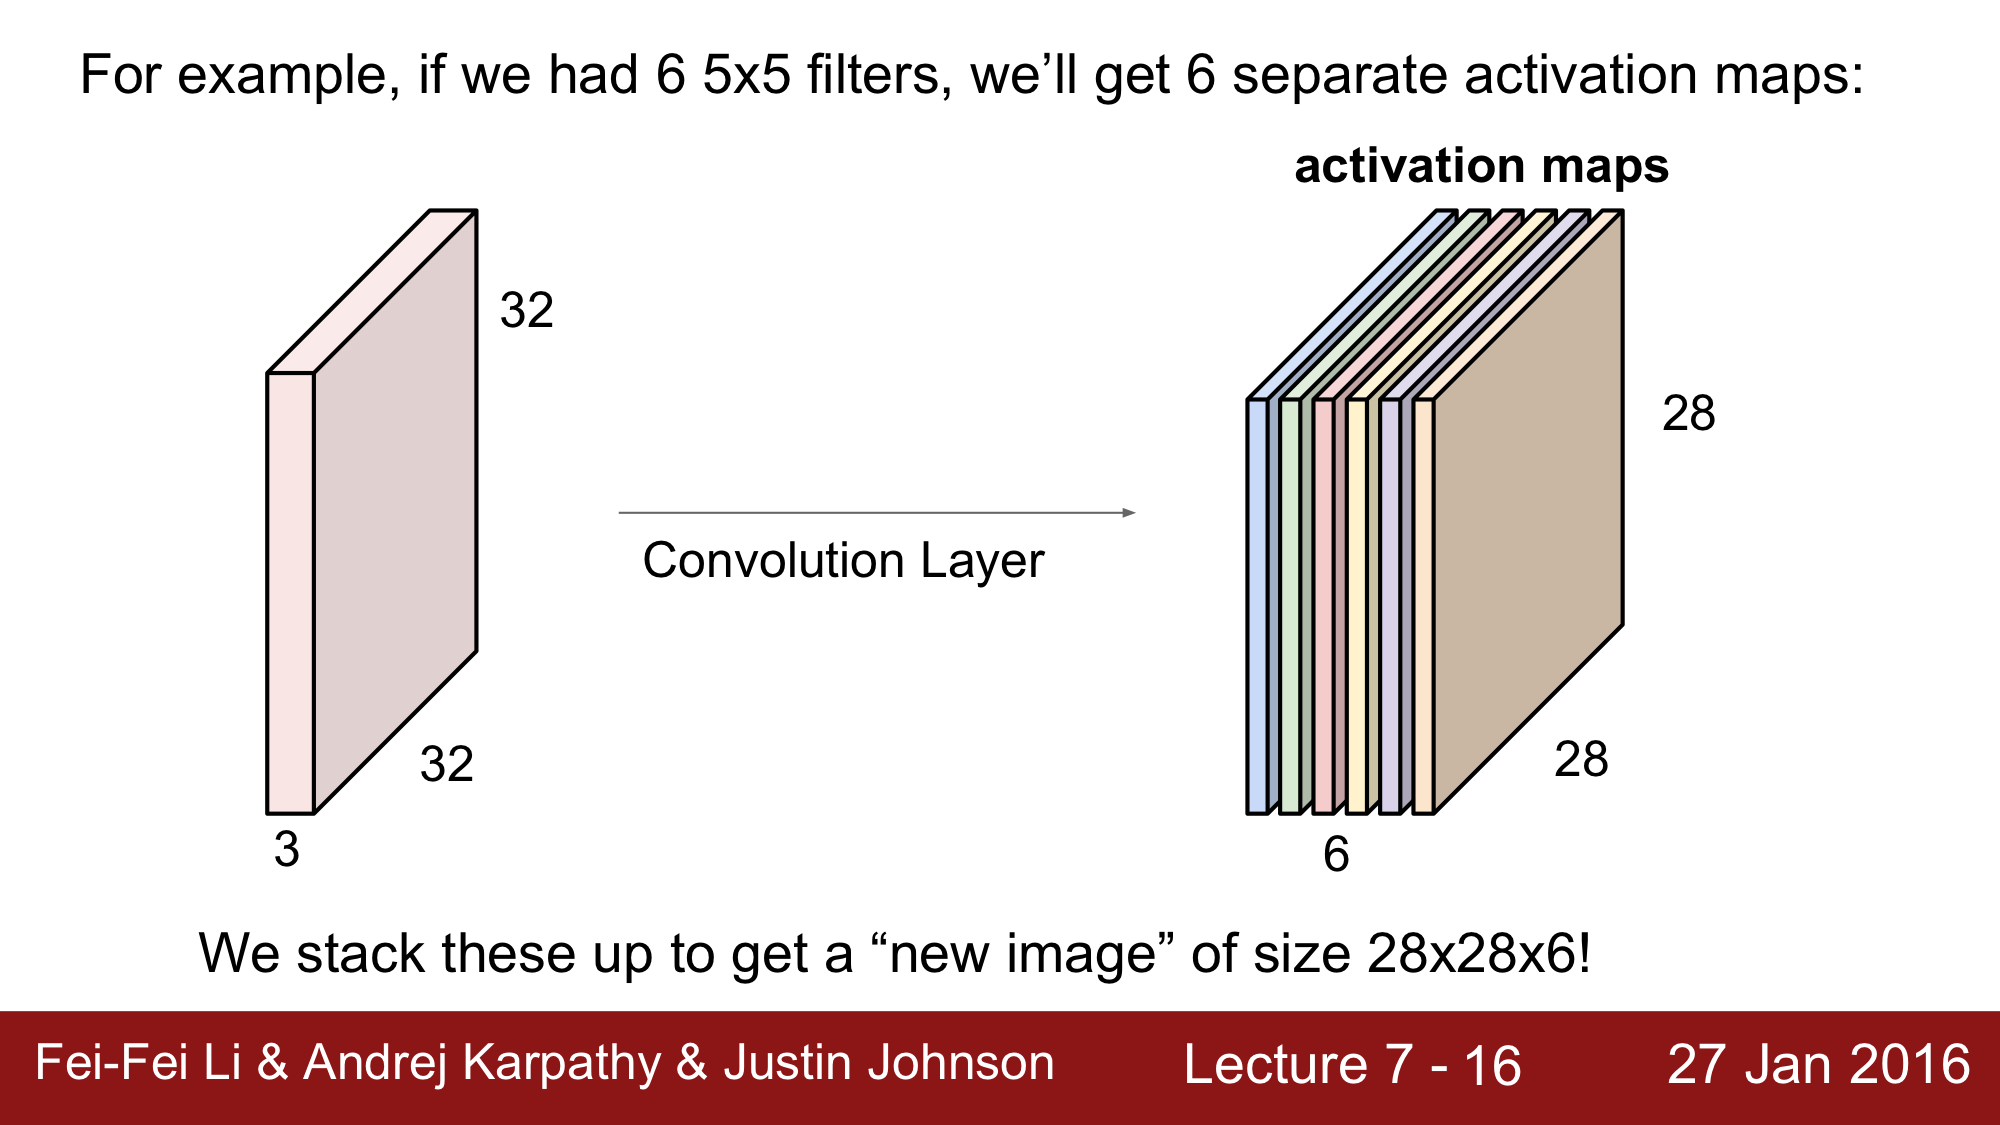 For example, if we had 6 5x5 filters, we’ll get 6 separate activation maps:
activation maps
32
32
3
Convolution Layer
28
28
6
We stack these up to get a “new image” of size 28x28x6!
Fei-Fei Li & Andrej Karpathy & Justin Johnson
Lecture 7 - 16
27 Jan 2016